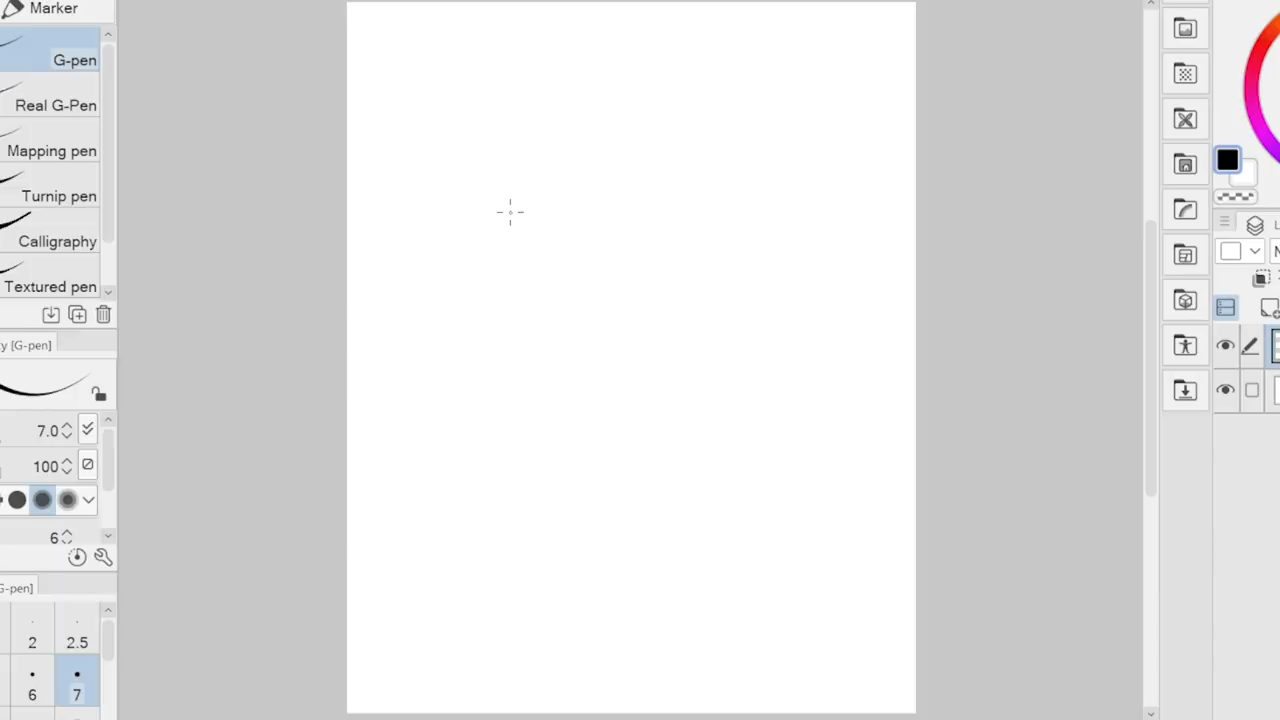 Marker
G-pen
Real G-Pen
Mapping pen
Turnip pen
Calligraphy
Textured pen
y [G-pen]
7.0
100
6
G-pen]
2 2.5
6 7